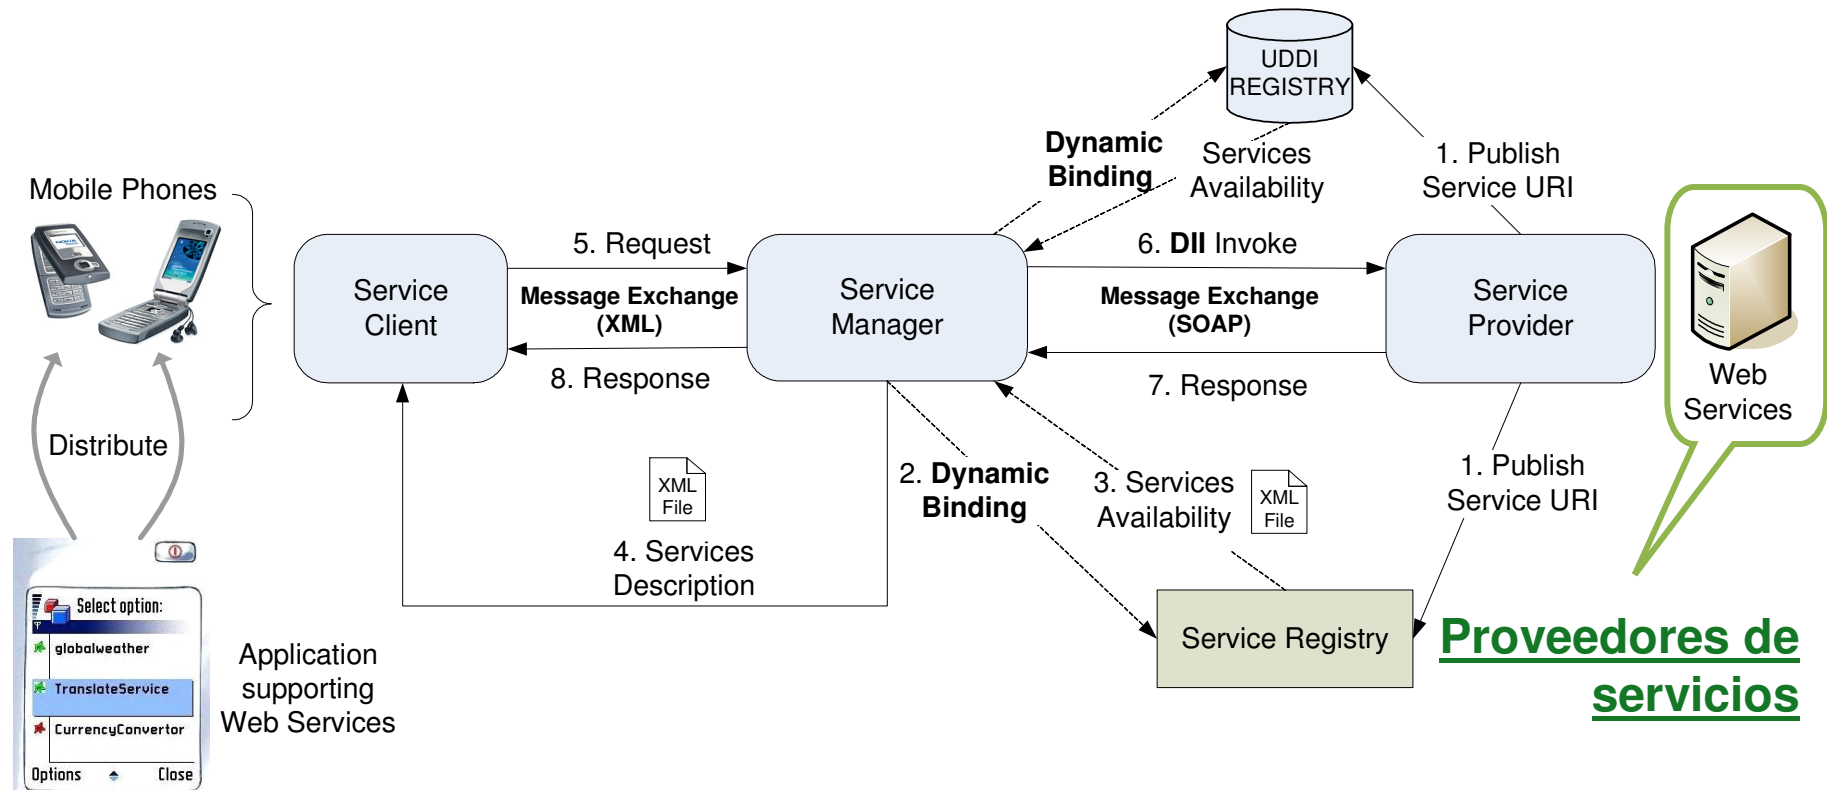 UDDI
REGISTRY
Dynamic
Binding
Services
Availability
1. Publish
Service URI
Mobile Phones
NOKIA
5. Request
6. DII Invoke
Service
Client
Message Exchange
(XML)
Service
Manager
Message Exchange
(SOAP)
Service
Provider
8. Response
7. Response
Web
Services
Distribute
XML
File
2. Dynamic
Binding
3. Services
Availability
XML
File
1. Publish
Service URI
4. Services
Description
Select option:
globalweather
TranslateService
CurrencyConvertor
Options
Close
Application
supporting
Web Services
Service Registry
Proveedores de
servicios